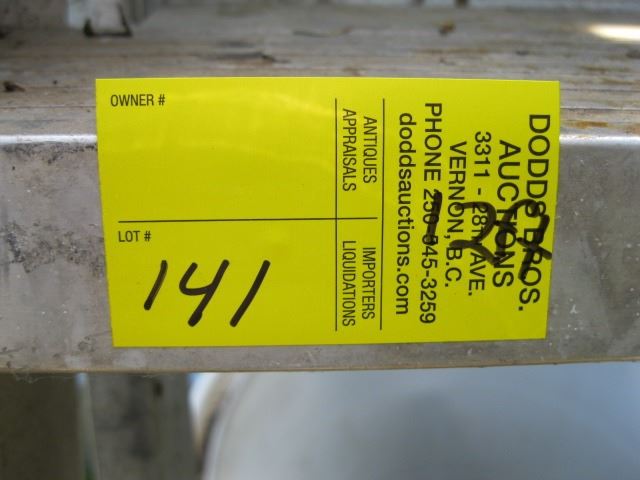 OWNER #
LOT #
141
ANTIQUES
APPRAISALS
IMPORTERS
LIQUIDATIONS
DODDS BROS.
AUCTIONS
3311 - 28TH AVE.
VERNON, B.C.
PHONE 250-545-3259
doddsauctions.com